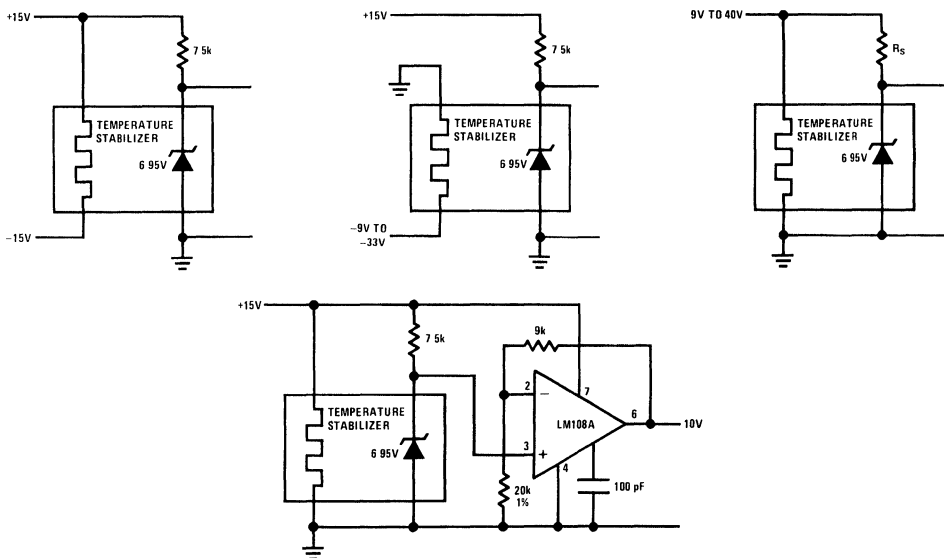 +15V
7 5k
TEMPERATURE
STABILIZER
6 95V
-15V
+15V
7 5k
TEMPERATURE
STABILIZER
6 95V
-9V TO
-33V
9V TO 40V
RS
TEMPERATURE
STABILIZER
6 95V
+15V
7 5k
9k
TEMPERATURE
STABILIZER
6 95V
2
7
LM108A
6
10V
3
4
20k
1%
100 pF